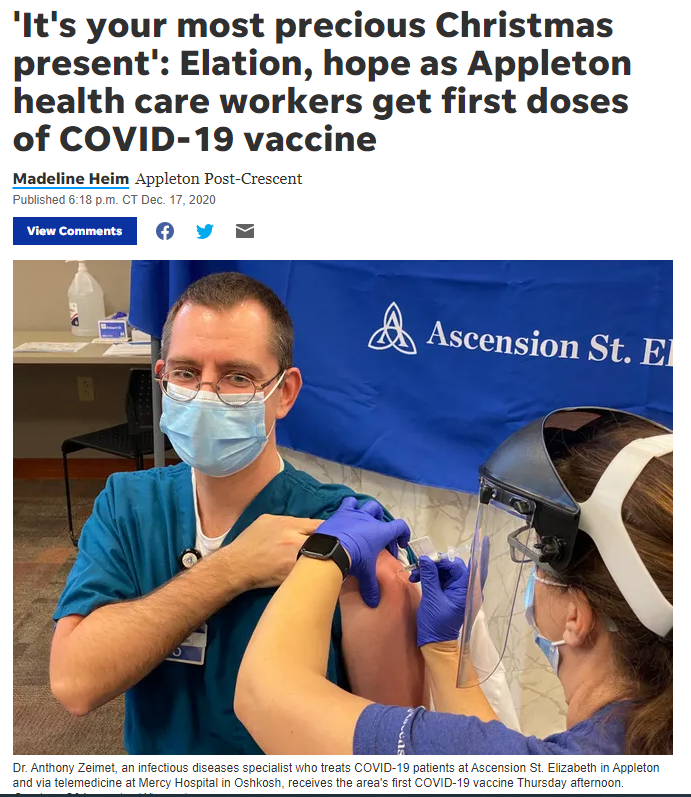 'It's your most precious Christmas
present': Elation, hope as Appleton
health care workers get first doses
of COVID-19 vaccine
Madeline Heim Appleton Post-Crescent
Published 6:18 p.m. CT Dec. 17, 2020
View Comments
Ascension St. El
Ascens
Dr. Anthony Zeimet, an infectious diseases specialist who treats COVID-19 patients at Ascension St. Elizabeth in Appleton
and via telemedicine at Mercy Hospital in Oshkosh, receives the area's first COVID-19 vaccine Thursday afternoon.